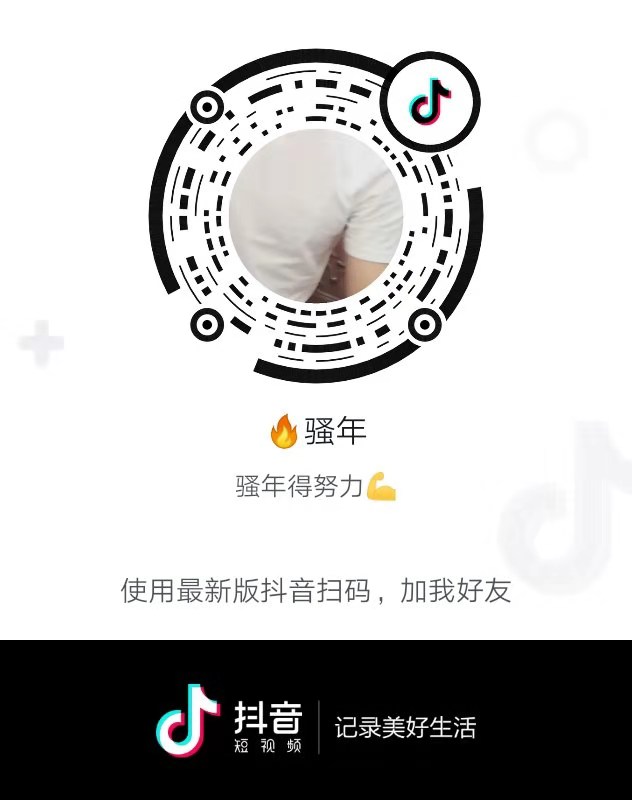 🔥骚年
骚年得努力💪
使用最新版抖音扫码，加我好友
抖音
短视频
记录美好生活